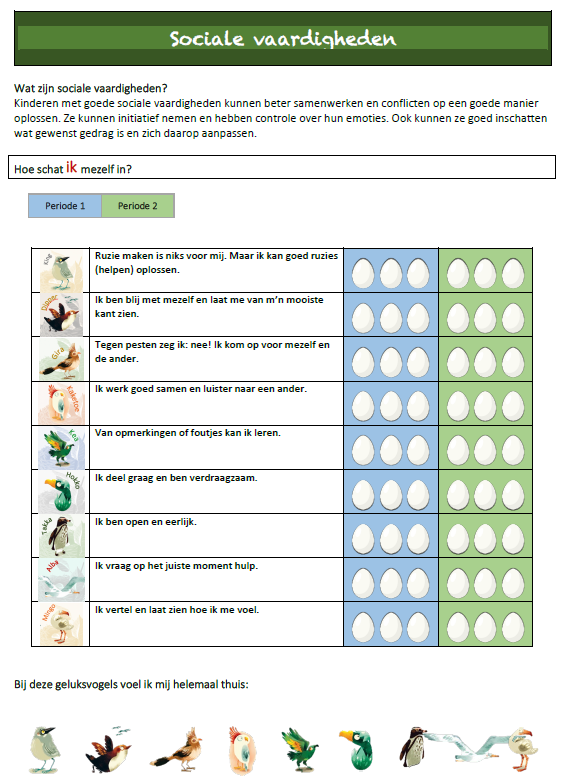 Sociale vaardigheden
Wat zijn sociale vaardigheden?
Kinderen met goede sociale vaardigheden kunnen beter samenwerken en conflicten op een goede manier
oplossen. Ze kunnen initiatief nemen en hebben controle over hun emoties. Ook kunnen ze goed inschatten
wat gewenst gedrag is en zich daarop aanpassen.
Hoe schat ik mezelf in?
Periode 1 Periode 2
King
Ruzie maken is niks voor mij. Maar ik kan goed ruzies
(helpen) oplossen.
Ik ben blij met mezelf en laat me van m'n mooiste
kant zien.
Gira
Tegen pesten zeg ik: nee! Ik kom op voor mezelf en
de ander.
Kaketoe
Ik werk goed samen en luister naar een ander.
Kea
Van opmerkingen of foutjes kan ik leren.
Hokko
Ik deel graag en ben verdraagzaam.
Takka
Ik ben open en eerlijk.
Alba
Ik vraag op het juiste moment hulp.
Mingo
Ik vertel en laat zien hoe ik me voel.
Bij deze geluksvogels voel ik mij helemaal thuis: